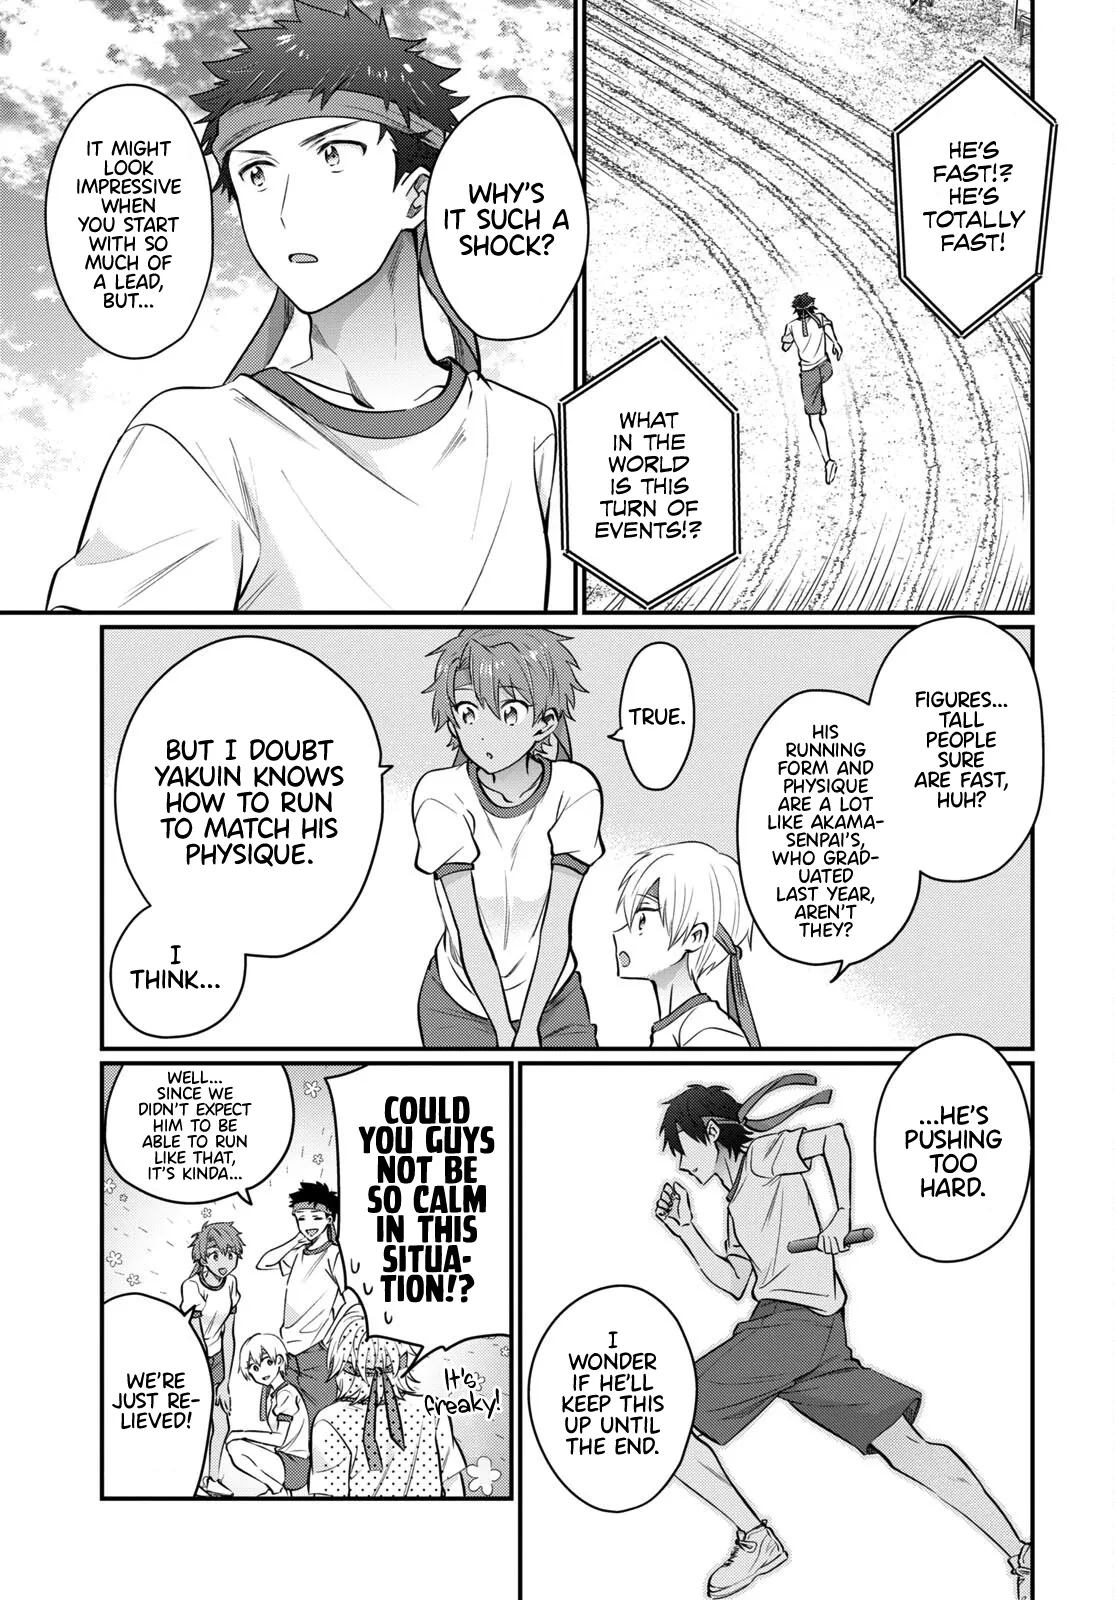 HE'S
FAST!?
HE'S
TOTALLY
FAST!
WHAT
IN THE
WORLD
IS THIS
TURN OF
EVENTS!?
WHY'S
IT SUCH A
SHOCK?
IT MIGHT
LOOK
IMPRESSIVE
WHEN
YOU START
WITH SO
MUCH OF
A LEAD,
BUT...
FIGURES...
TALL
PEOPLE
SURE
ARE FAST,
HUH?
HIS
RUNNING
FORM AND
PHYSIQUE
ARE A LOT
LIKE AKAMA-
SENPAI'S,
WHO GRAD-
UATED
LAST YEAR,
AREN'T
THEY?
TRUE.
BUT I DOUBT
YAKUIN KNOWS
HOW TO RUN
TO MATCH HIS
PHYSIQUE.
I
THINK...
...HE'S
PUSHING
TOO
HARD.
I
WONDER
IF HE'LL
KEEP THIS
UP UNTIL
THE END.
COULD
YOU GUYS
NOT BE
SO CALM
IN THIS
SITUA-
TION!?
It's
freaky!
WELL...
SINCE WE
DIDN'T EXPECT
HIM TO BE
ABLE TO RUN
LIKE THAT,
IT'S KINDA...
WE'RE
JUST RE-
LIEVED!